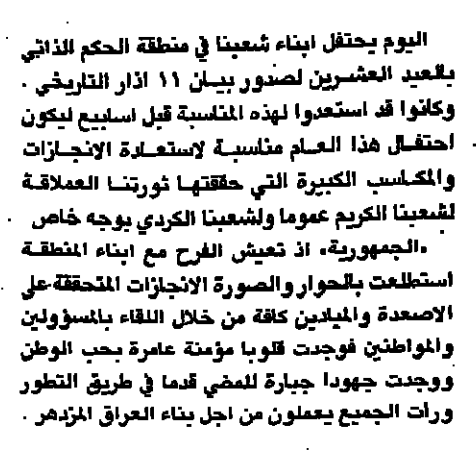 اليوم يحتفل ابناء شعبنا في منطقة الحكم الذاتي
بالعيد العشرين لصدور بيان ١١ اذار التاريخي .
وكانوا قد استعدوا لهذه المناسبة قبل اسابيع ليكون
احتفال هذا العام مناسبة لاستعادة الانجازات
والمكاسب الكبيرة التي حققتها ثورتنا العملاقة
لشعبنا الكريم عموما ولشعبنا الكردي بوجه خاص
«الجمهورية» اذ تعيش الفرح مع ابناء المنطقة
استطلعت بالحوار والصورة الانجازات المتحققة على
الاصعدة والميادين كافة من خلال اللقاء بالمسؤولين
والمواطنين فوجدت قلوبا مؤمنة عامرة بحب الوطن
ووجدت جهودا جبارة للمضي قدما في طريق التطور
ورأت الجميع يعملون من اجل بناء العراق المزدهر .